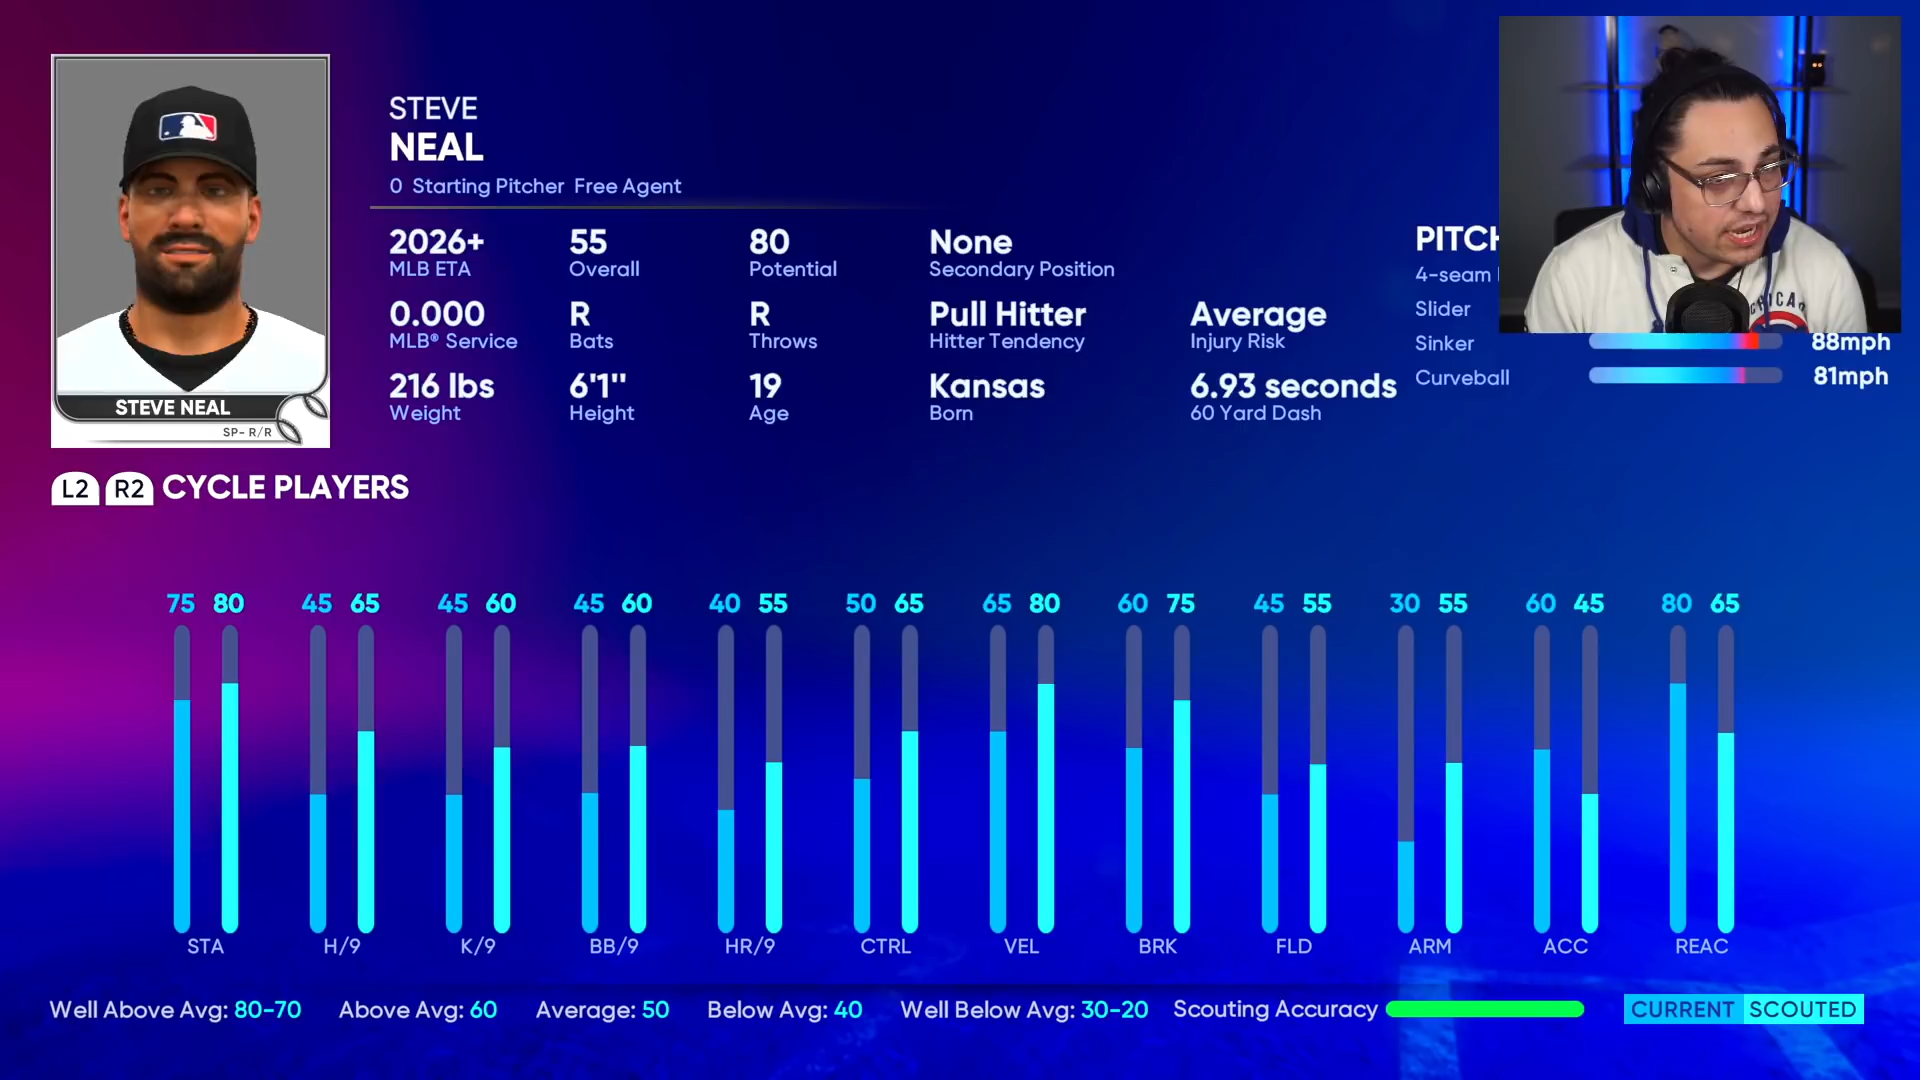 STEVE
NEAL
0 Starting Pitcher Free Agent
2026+
MLB ETA
55
Overall
80
Potential
None
Secondary Position
0.000
MLB® Service
R
Bats
R
Throws
Pull Hitter
Hitter Tendency
Average
Injury Risk
216 lbs
Weight
6'1"
Height
19
Age
Kansas
Born
6.93 seconds
60 Yard Dash
PITCH
4-seam
Slider
Sinker 88mph
Curveball 81mph
CHICAG
STEVE NEAL
SP- R/R
L2 R2 CYCLE PLAYERS
75 80 45 65 45 60 45 60 40 55 50 65 65 80 60 75 45 55 30 55 60 45 80 65
STA H/9 K/9 BB/9 HR/9 CTRL VEL BRK FLD ARM ACC REAC
Well Above Avg: 80-70 Above Avg: 60 Average: 50 Below Avg: 40 Well Below Avg: 30-20 Scouting Accuracy CURRENT SCOUTED